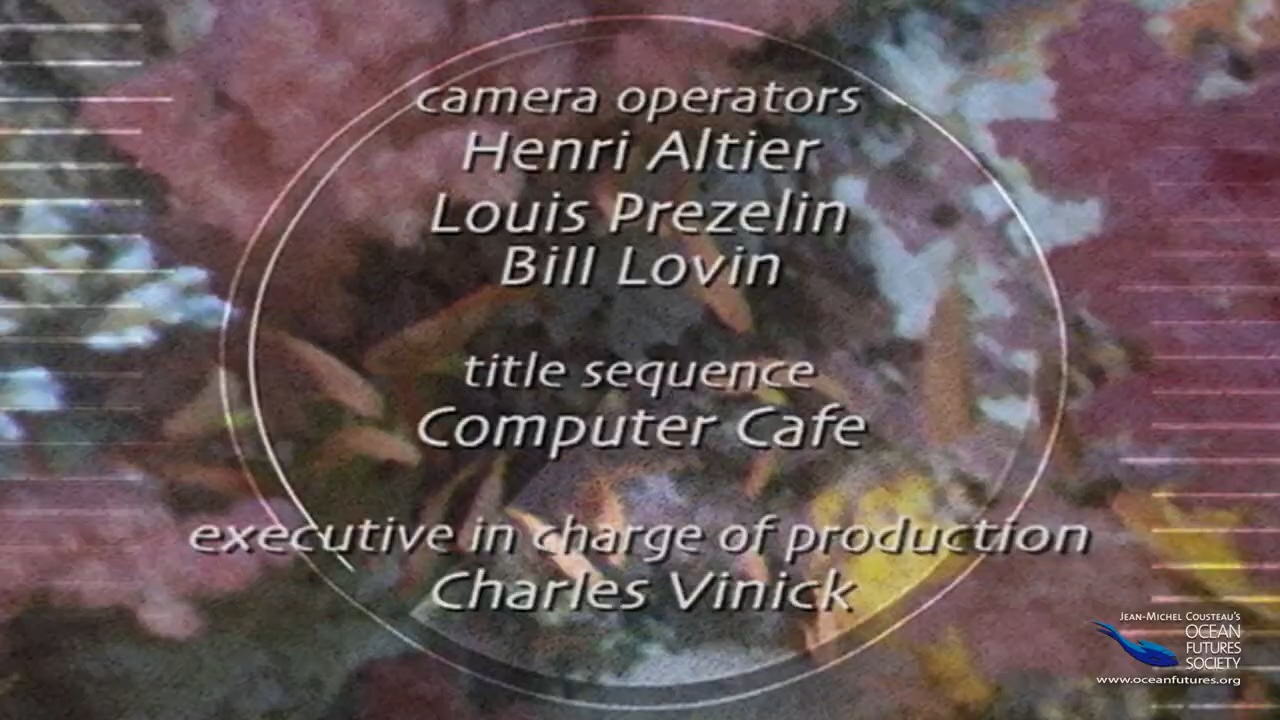 camera operators
Henri Altier
Louis Prezelin
Bill Lovin
title sequence
Computer Cafe
executive in charge of production
Charles Vinick
JEAN-MICHEL COUSTEAU'S
OCEAN
FUTURES
SOCIETY
www.oceanfutures.org